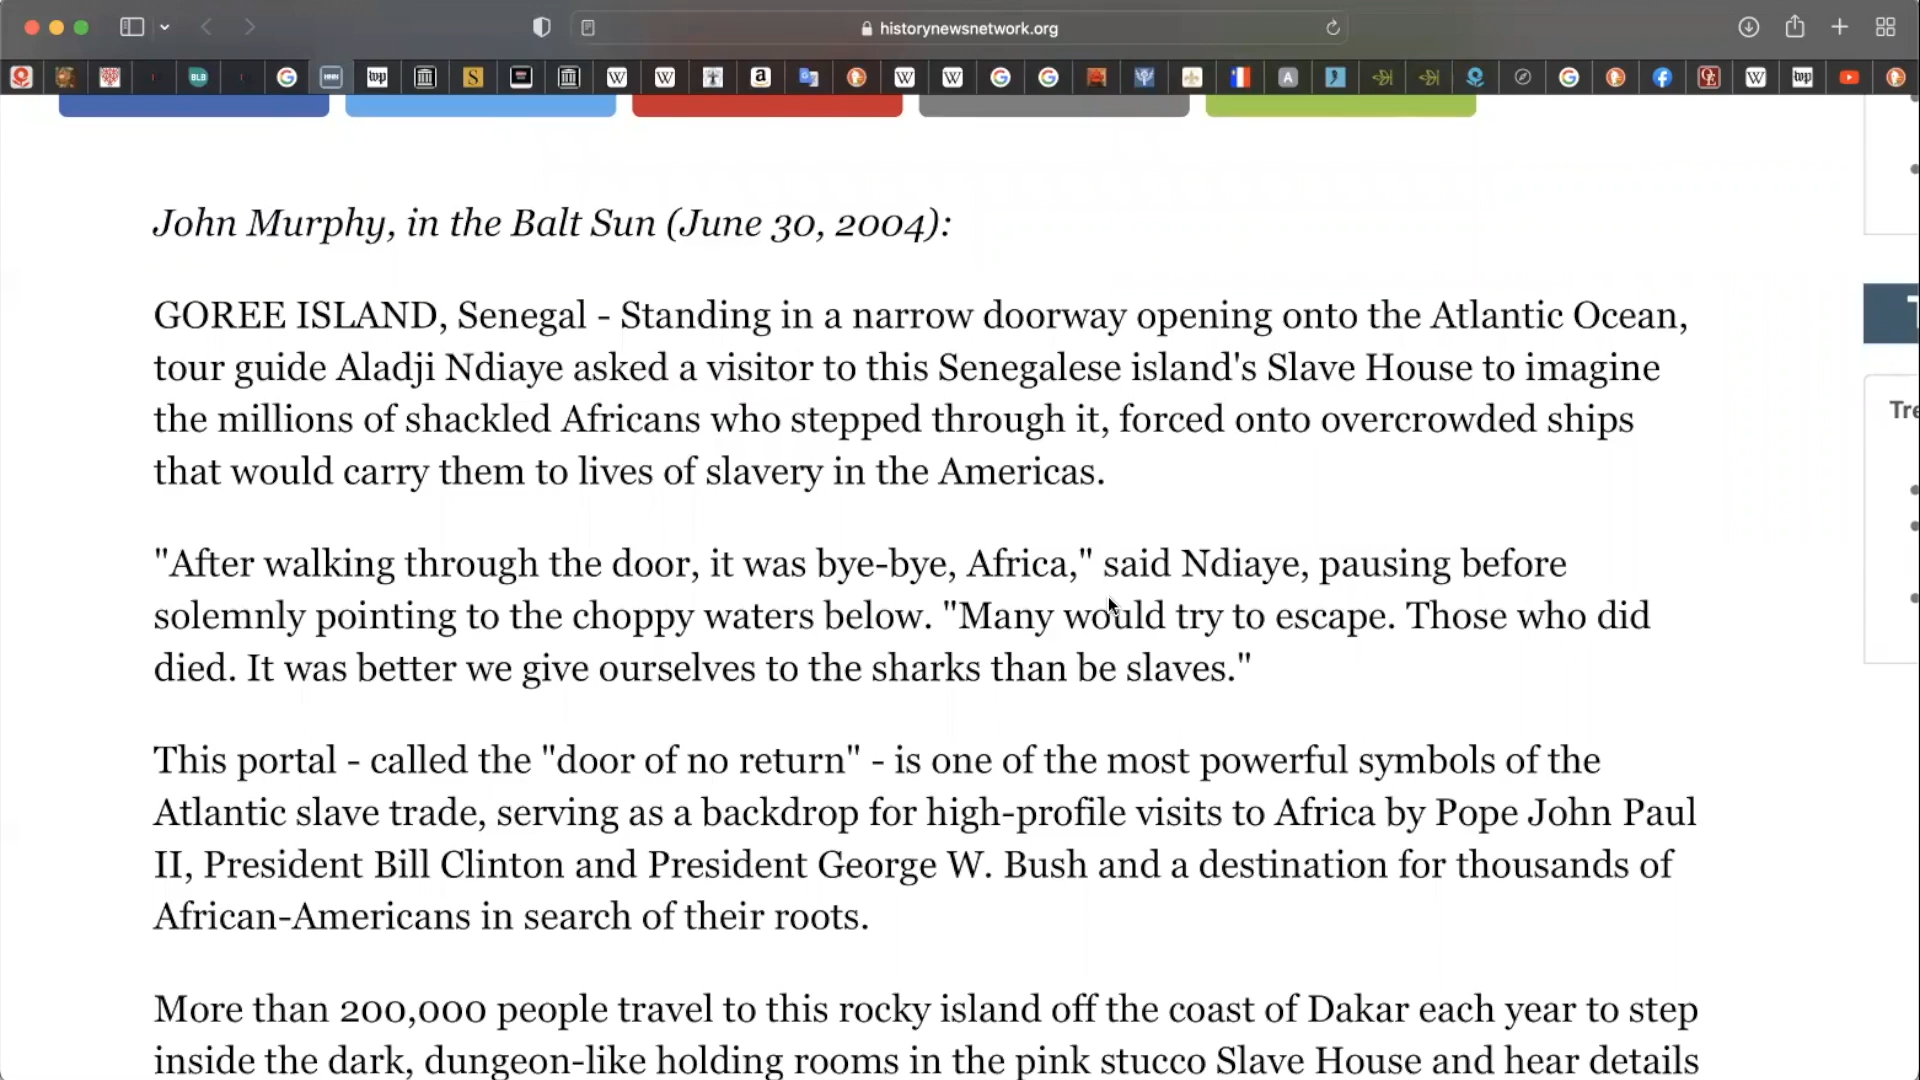 historynewsnetwork.org
John Murphy, in the Balt Sun (June 30, 2004):
GOREE ISLAND, Senegal - Standing in a narrow doorway opening onto the Atlantic Ocean,
tour guide Aladji Ndiaye asked a visitor to this Senegalese island's Slave House to imagine
the millions of shackled Africans who stepped through it, forced onto overcrowded ships
that would carry them to lives of slavery in the Americas.
"After walking through the door, it was bye-bye, Africa," said Ndiaye, pausing before
solemnly pointing to the choppy waters below. "Many would try to escape. Those who did
died. It was better we give ourselves to the sharks than be slaves."
This portal - called the "door of no return" - is one of the most powerful symbols of the
Atlantic slave trade, serving as a backdrop for high-profile visits to Africa by Pope John Paul
II, President Bill Clinton and President George W. Bush and a destination for thousands of
African-Americans in search of their roots.
More than 200,000 people travel to this rocky island off the coast of Dakar each year to step
inside the dark, dungeon-like holding rooms in the pink stucco Slave House and hear details